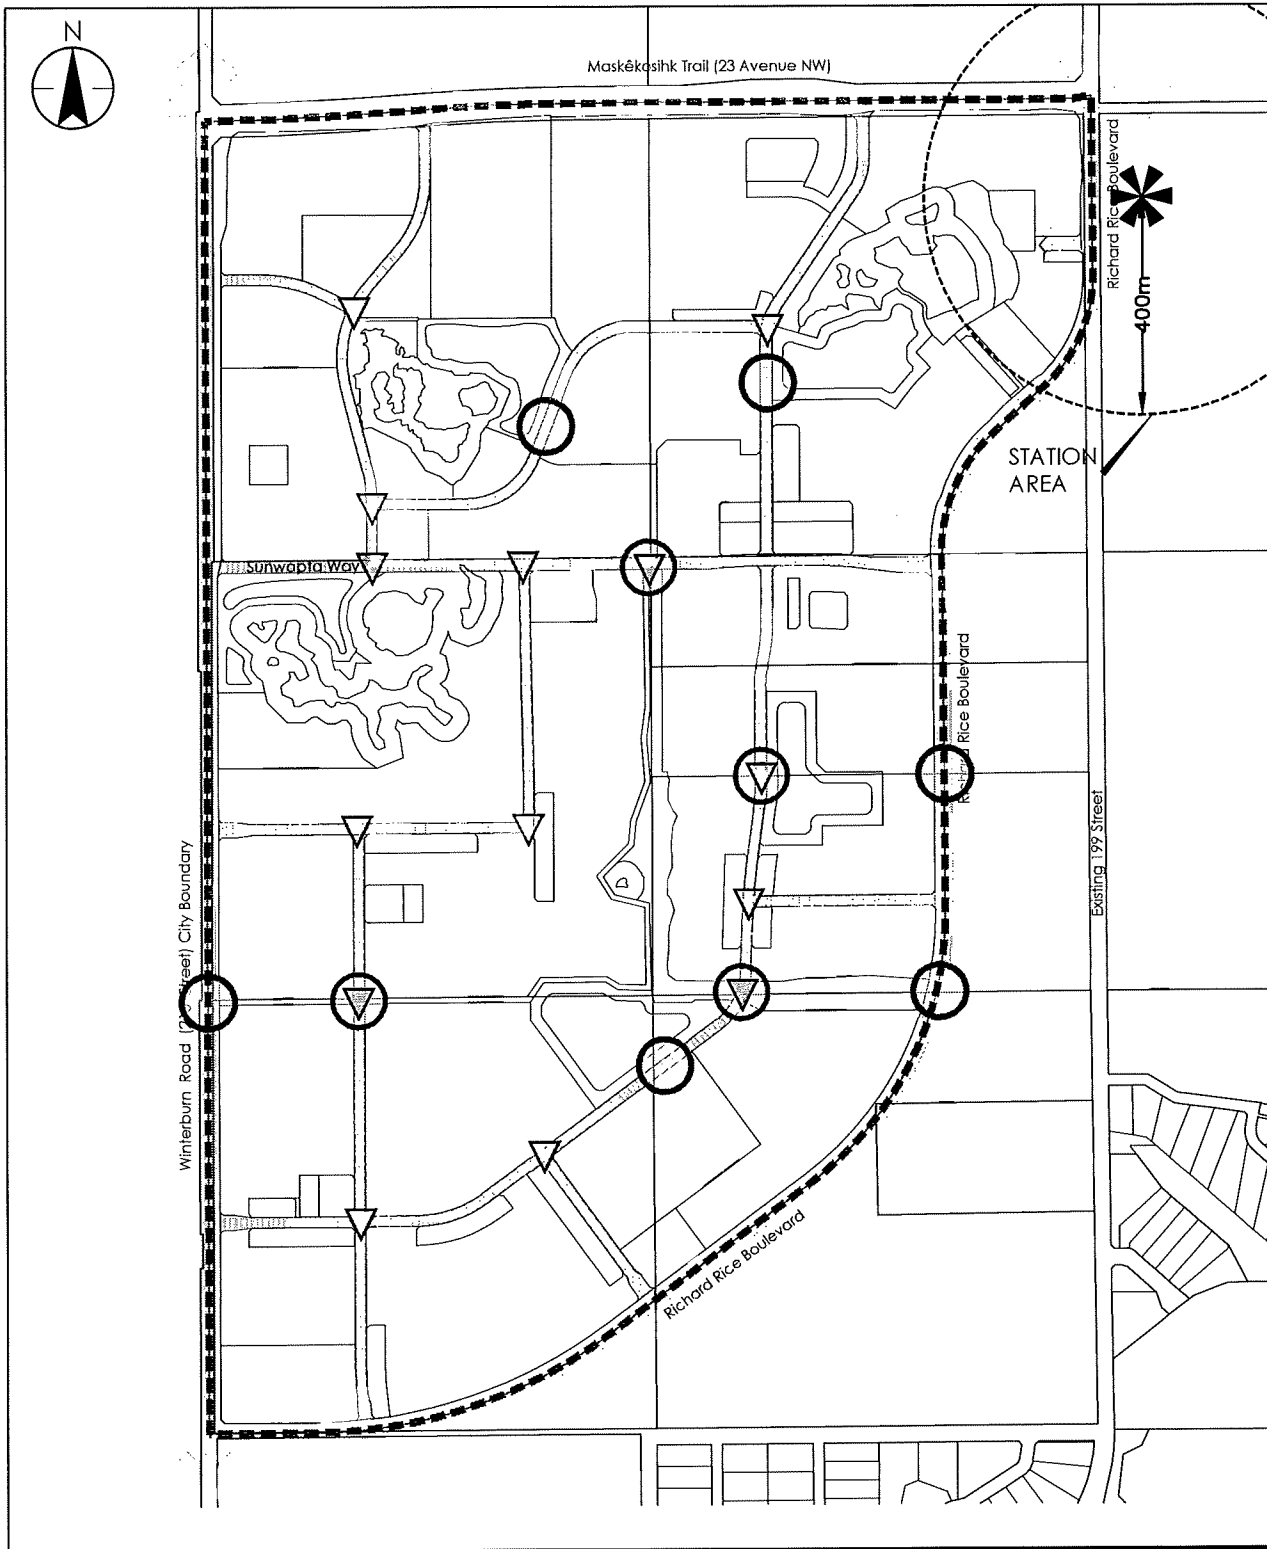 N
Maskêkosihk Trail (23 Avenue NW)
Richard Rice Boulevard
400m
STATION
AREA
Sunwapta Way
Richard Rice Boulevard
Existing 199 Street
Winterburn Road Street) City Boundary
Richard Rice Boulevard